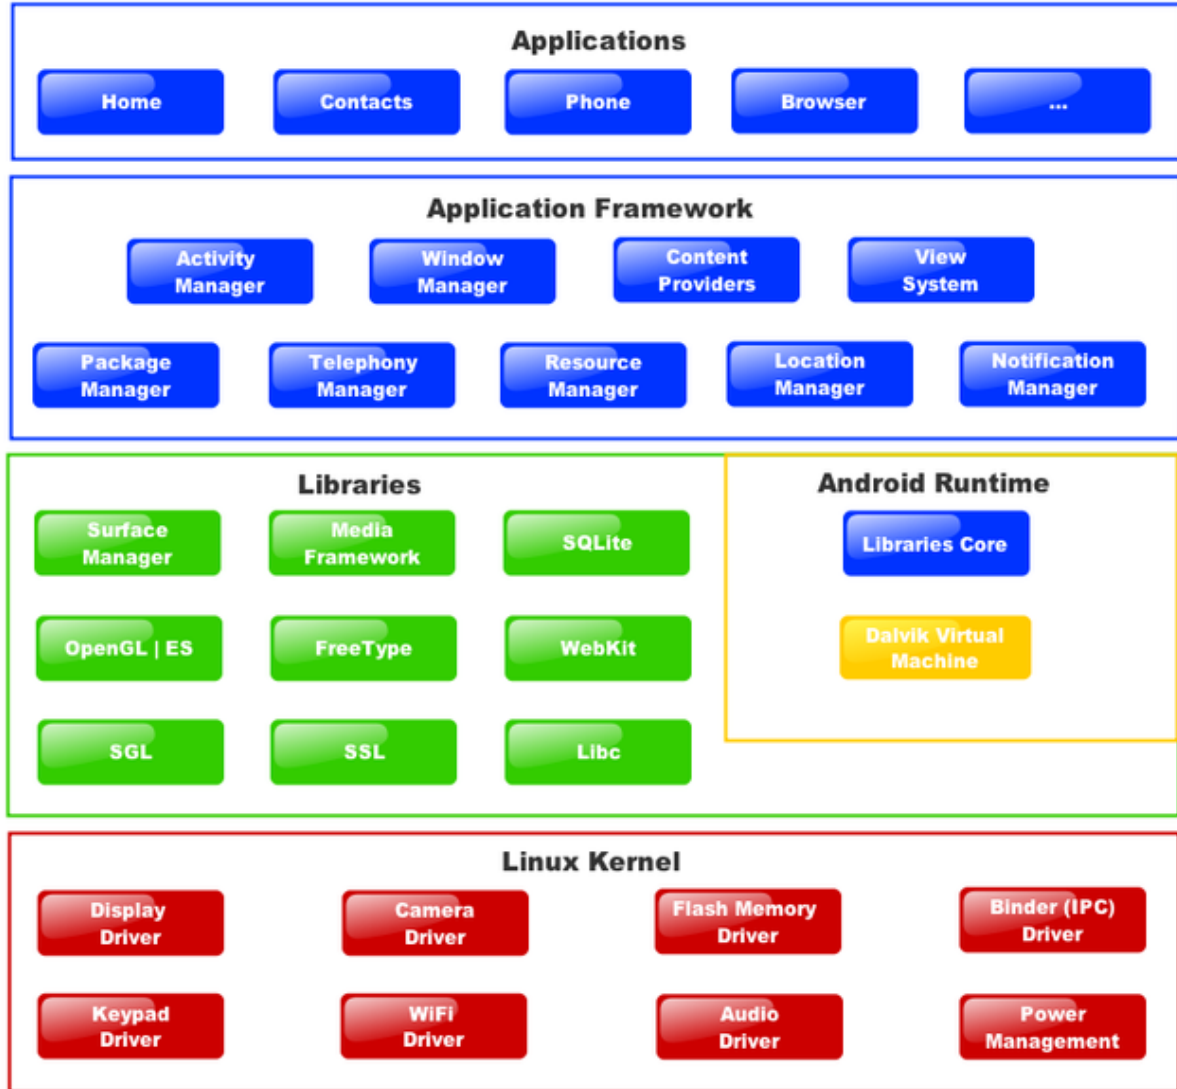 Applications
Home
Contacts
Phone
Browser
...
Application Framework
Activity
Manager
Window
Manager
Content
Providers
View
System
Package
Manager
Telephony
Manager
Resource
Manager
Location
Manager
Notification
Manager
Libraries
Surface
Manager
Media
Framework
SQLite
OpenGL | ES
FreeType
WebKit
SGL
SSL
Libc
Android Runtime
Libraries Core
Dalvik Virtual
Machine
Linux Kernel
Display
Driver
Camera
Driver
Flash Memory
Driver
Binder (IPC)
Driver
Keypad
Driver
WiFi
Driver
Audio
Driver
Power
Management